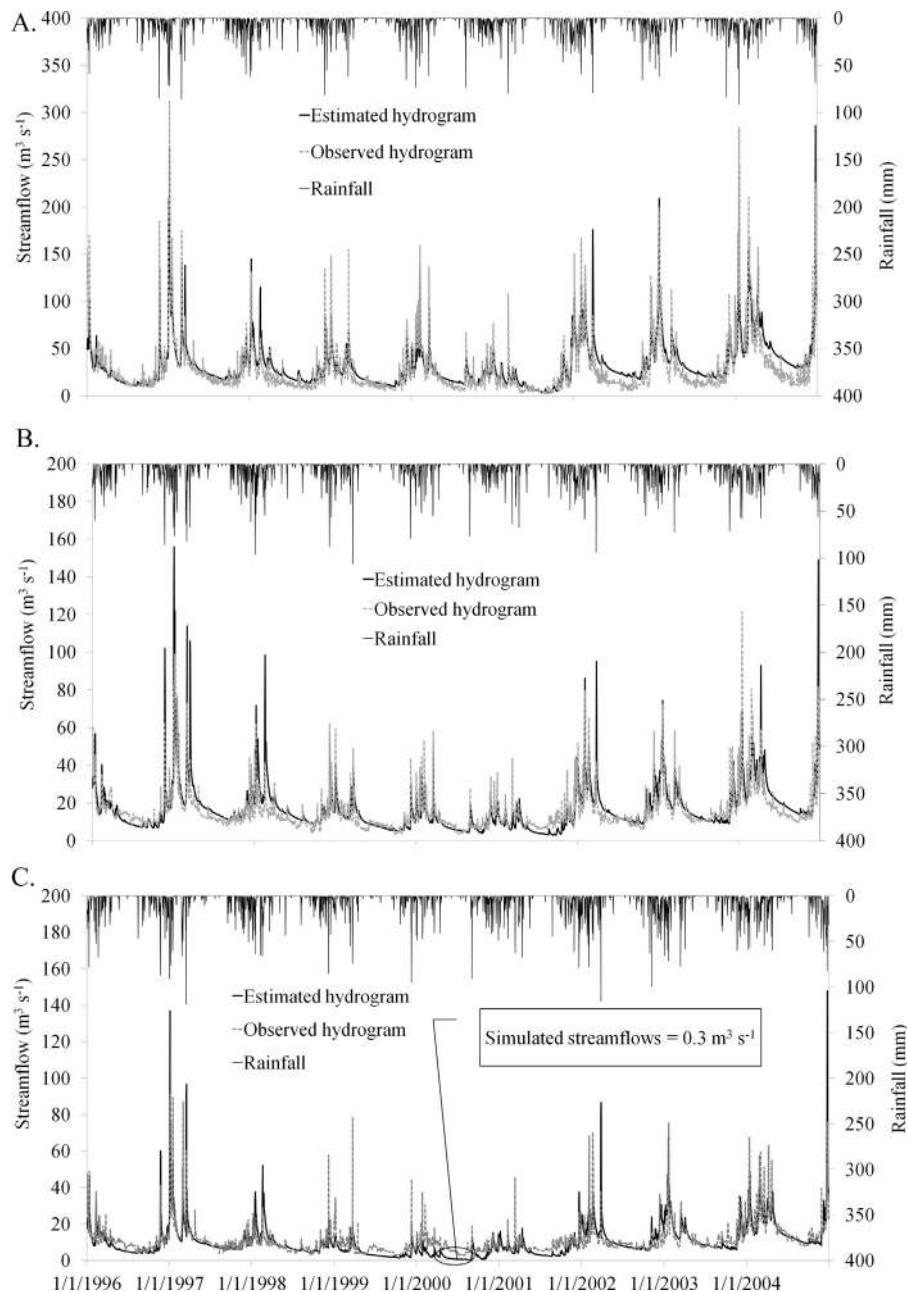 A.
400
350
300
250
200
150
100
50
0
Streamflow (m³ s⁻¹)
Estimated hydrogram
Observed hydrogram
Rainfall
0
50
100
150
200
250
300
350
400
Rainfall (mm)
B.
200
180
160
140
120
100
80
60
40
20
0
Streamflow (m³ s⁻¹)
Estimated hydrogram
Observed hydrogram
Rainfall
0
50
100
150
200
250
300
350
400
Rainfall (mm)
C.
200
180
160
140
120
100
80
60
40
20
0
Streamflow (m³ s⁻¹)
Estimated hydrogram
Observed hydrogram
Rainfall
Simulated streamflows = 0.3 m³ s⁻¹
0
50
100
150
200
250
300
350
400
Rainfall (mm)
1/1/1996 1/1/1997 1/1/1998 1/1/1999 1/1/2000 1/1/2001 1/1/2002 1/1/2003 1/1/2004